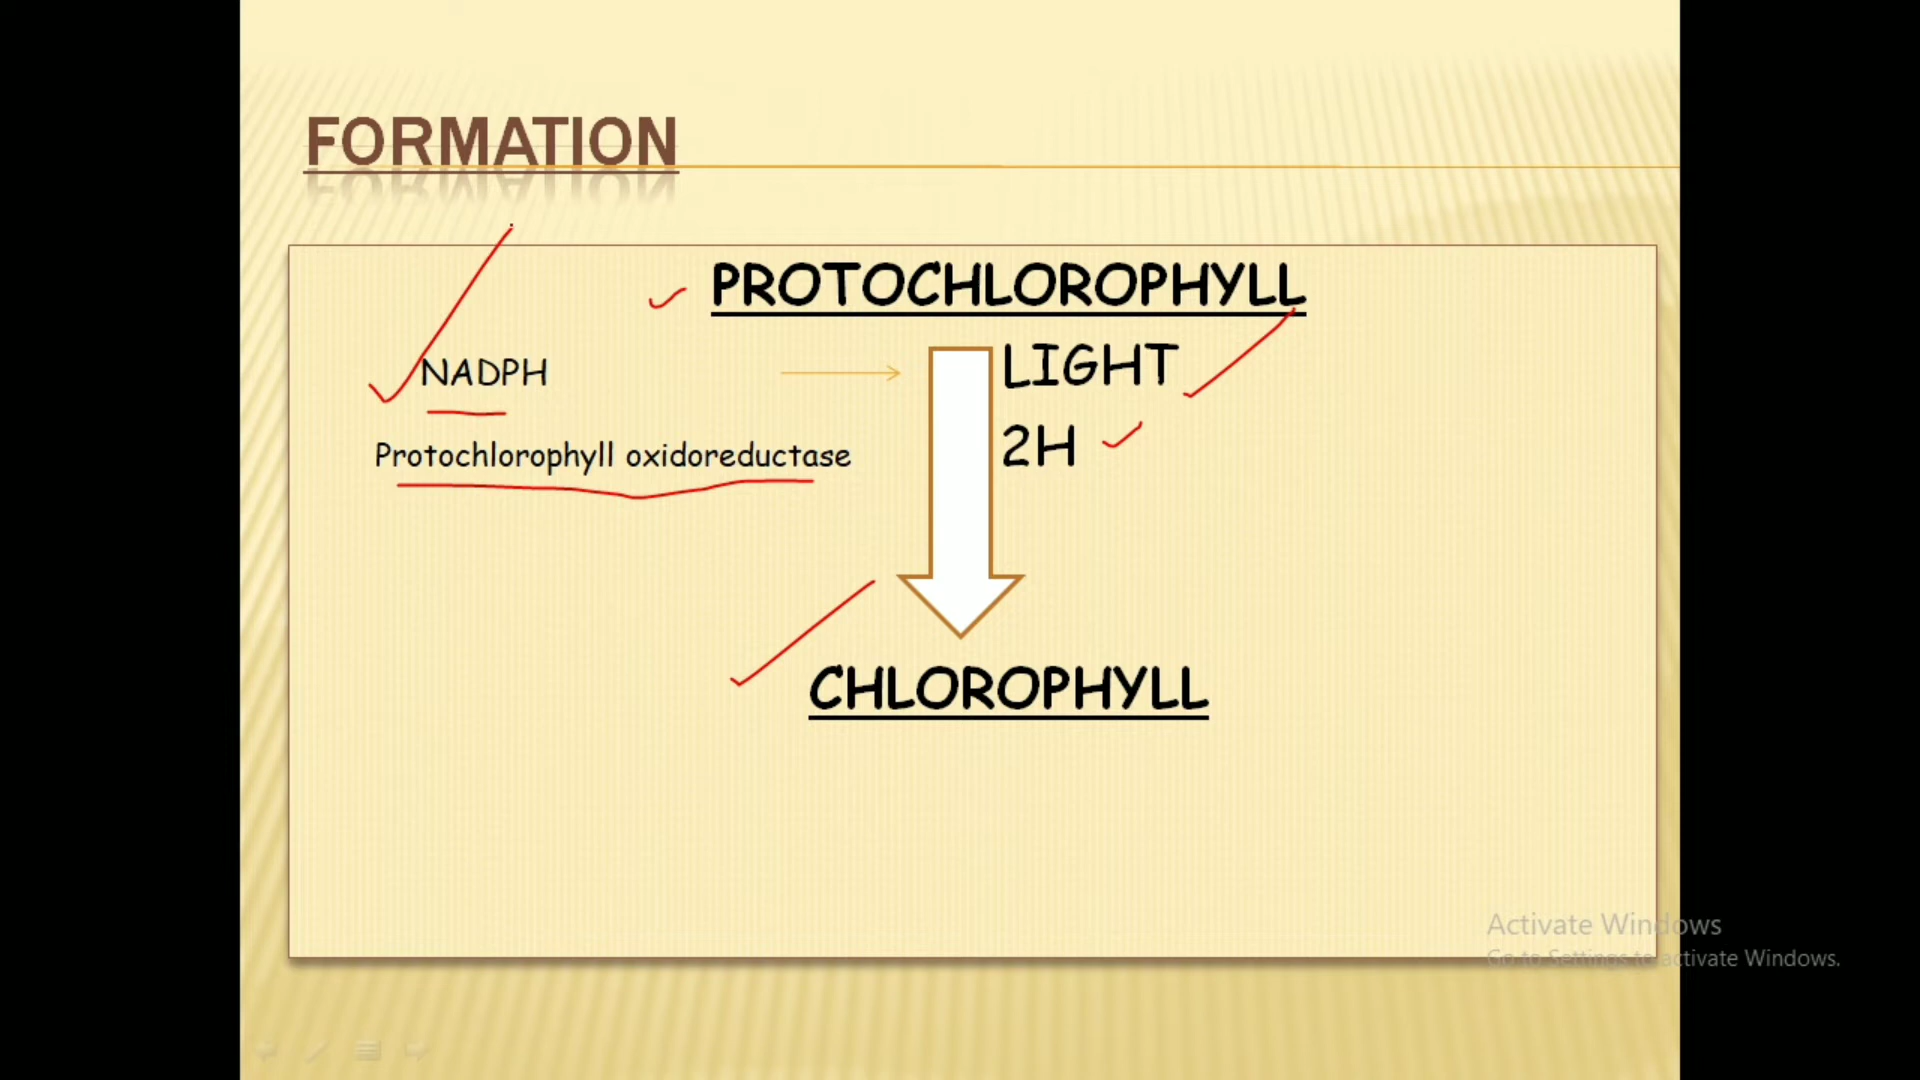 FORMATION
PROTOCHLOROPHYLL
NADPH
LIGHT
2H
Protochlorophyll oxidoreductase
CHLOROPHYLL
Activate Windows
Go to Settings to activate Windows.